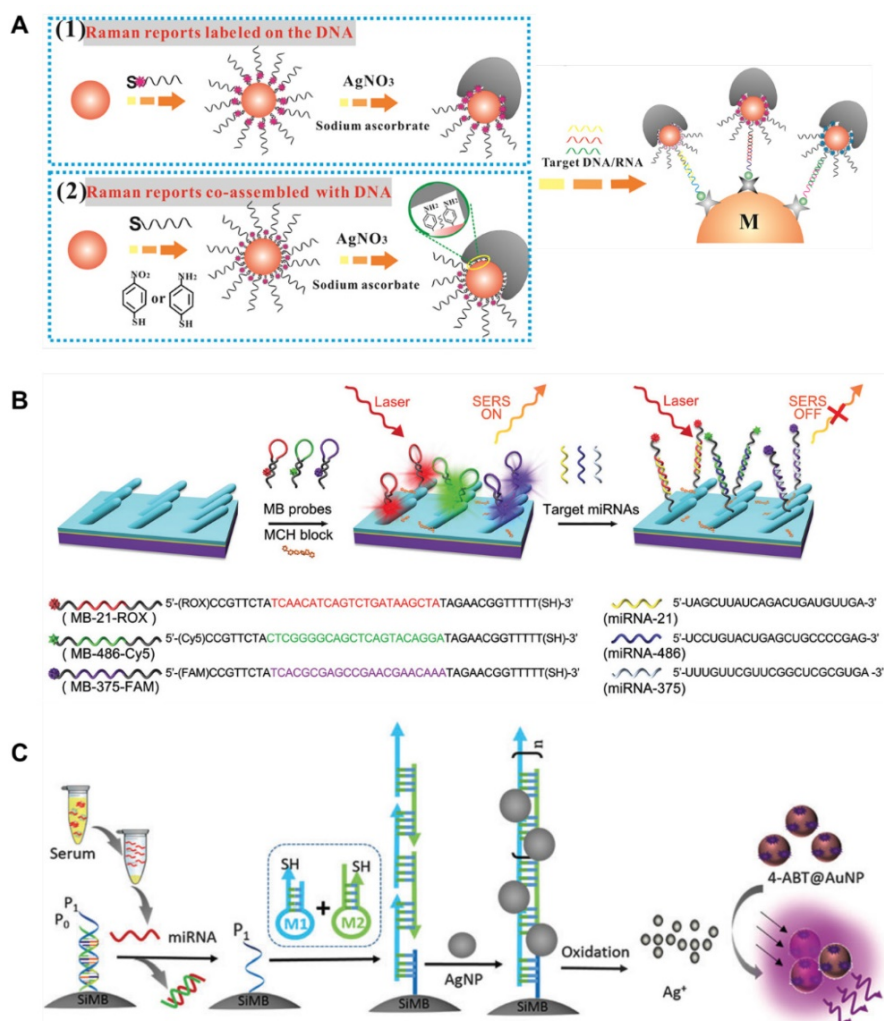 A
(1)
Raman reports labeled on the DNA
S
AgNO3
Sodium ascorbrate
(2)
Raman reports co-assembled with DNA
S
NO2
or
NH2
SH
SH
AgNO3
Sodium ascorbate
NH2
NH2
S
S
Target DNA/RNA
M
B
MB probes
MCH block
Laser
SERS
ON
Target miRNAs
Laser
SERS
OFF
(MB-21-ROX)
5'-(ROX)CCGTTCTATCAACATCAGTCTGATAAGCTATAGAACGGTTTTT(SH)-3'
(miRNA-21)
5'-UAGCUUAUCAGACUGAUGUUGA-3'
(MB-486-Cy5)
5'-(Cy5)CCGTTCTACTCGGGGCAGCTCAGTACAGGATAGAACGGTTTTT(SH)-3'
(miRNA-486)
5'-UCCUGUACUGAGCUGCCCCGAG-3'
(MB-375-FAM)
5'-(FAM)CCGTTCTATCACGCGAGCCGAACGAACAAATAGAACGGTTTTT(SH)-3'
(miRNA-375)
5'-UUUGUUCGUUCGGCUCGCGUGA -3'
C
Serum
P1
P0
SiMB
miRNA
P1
SiMB
SH
SH
M1
+
M2
SiMB
AgNP
n
SiMB
Oxidation
Ag+
4-ABT@AuNP